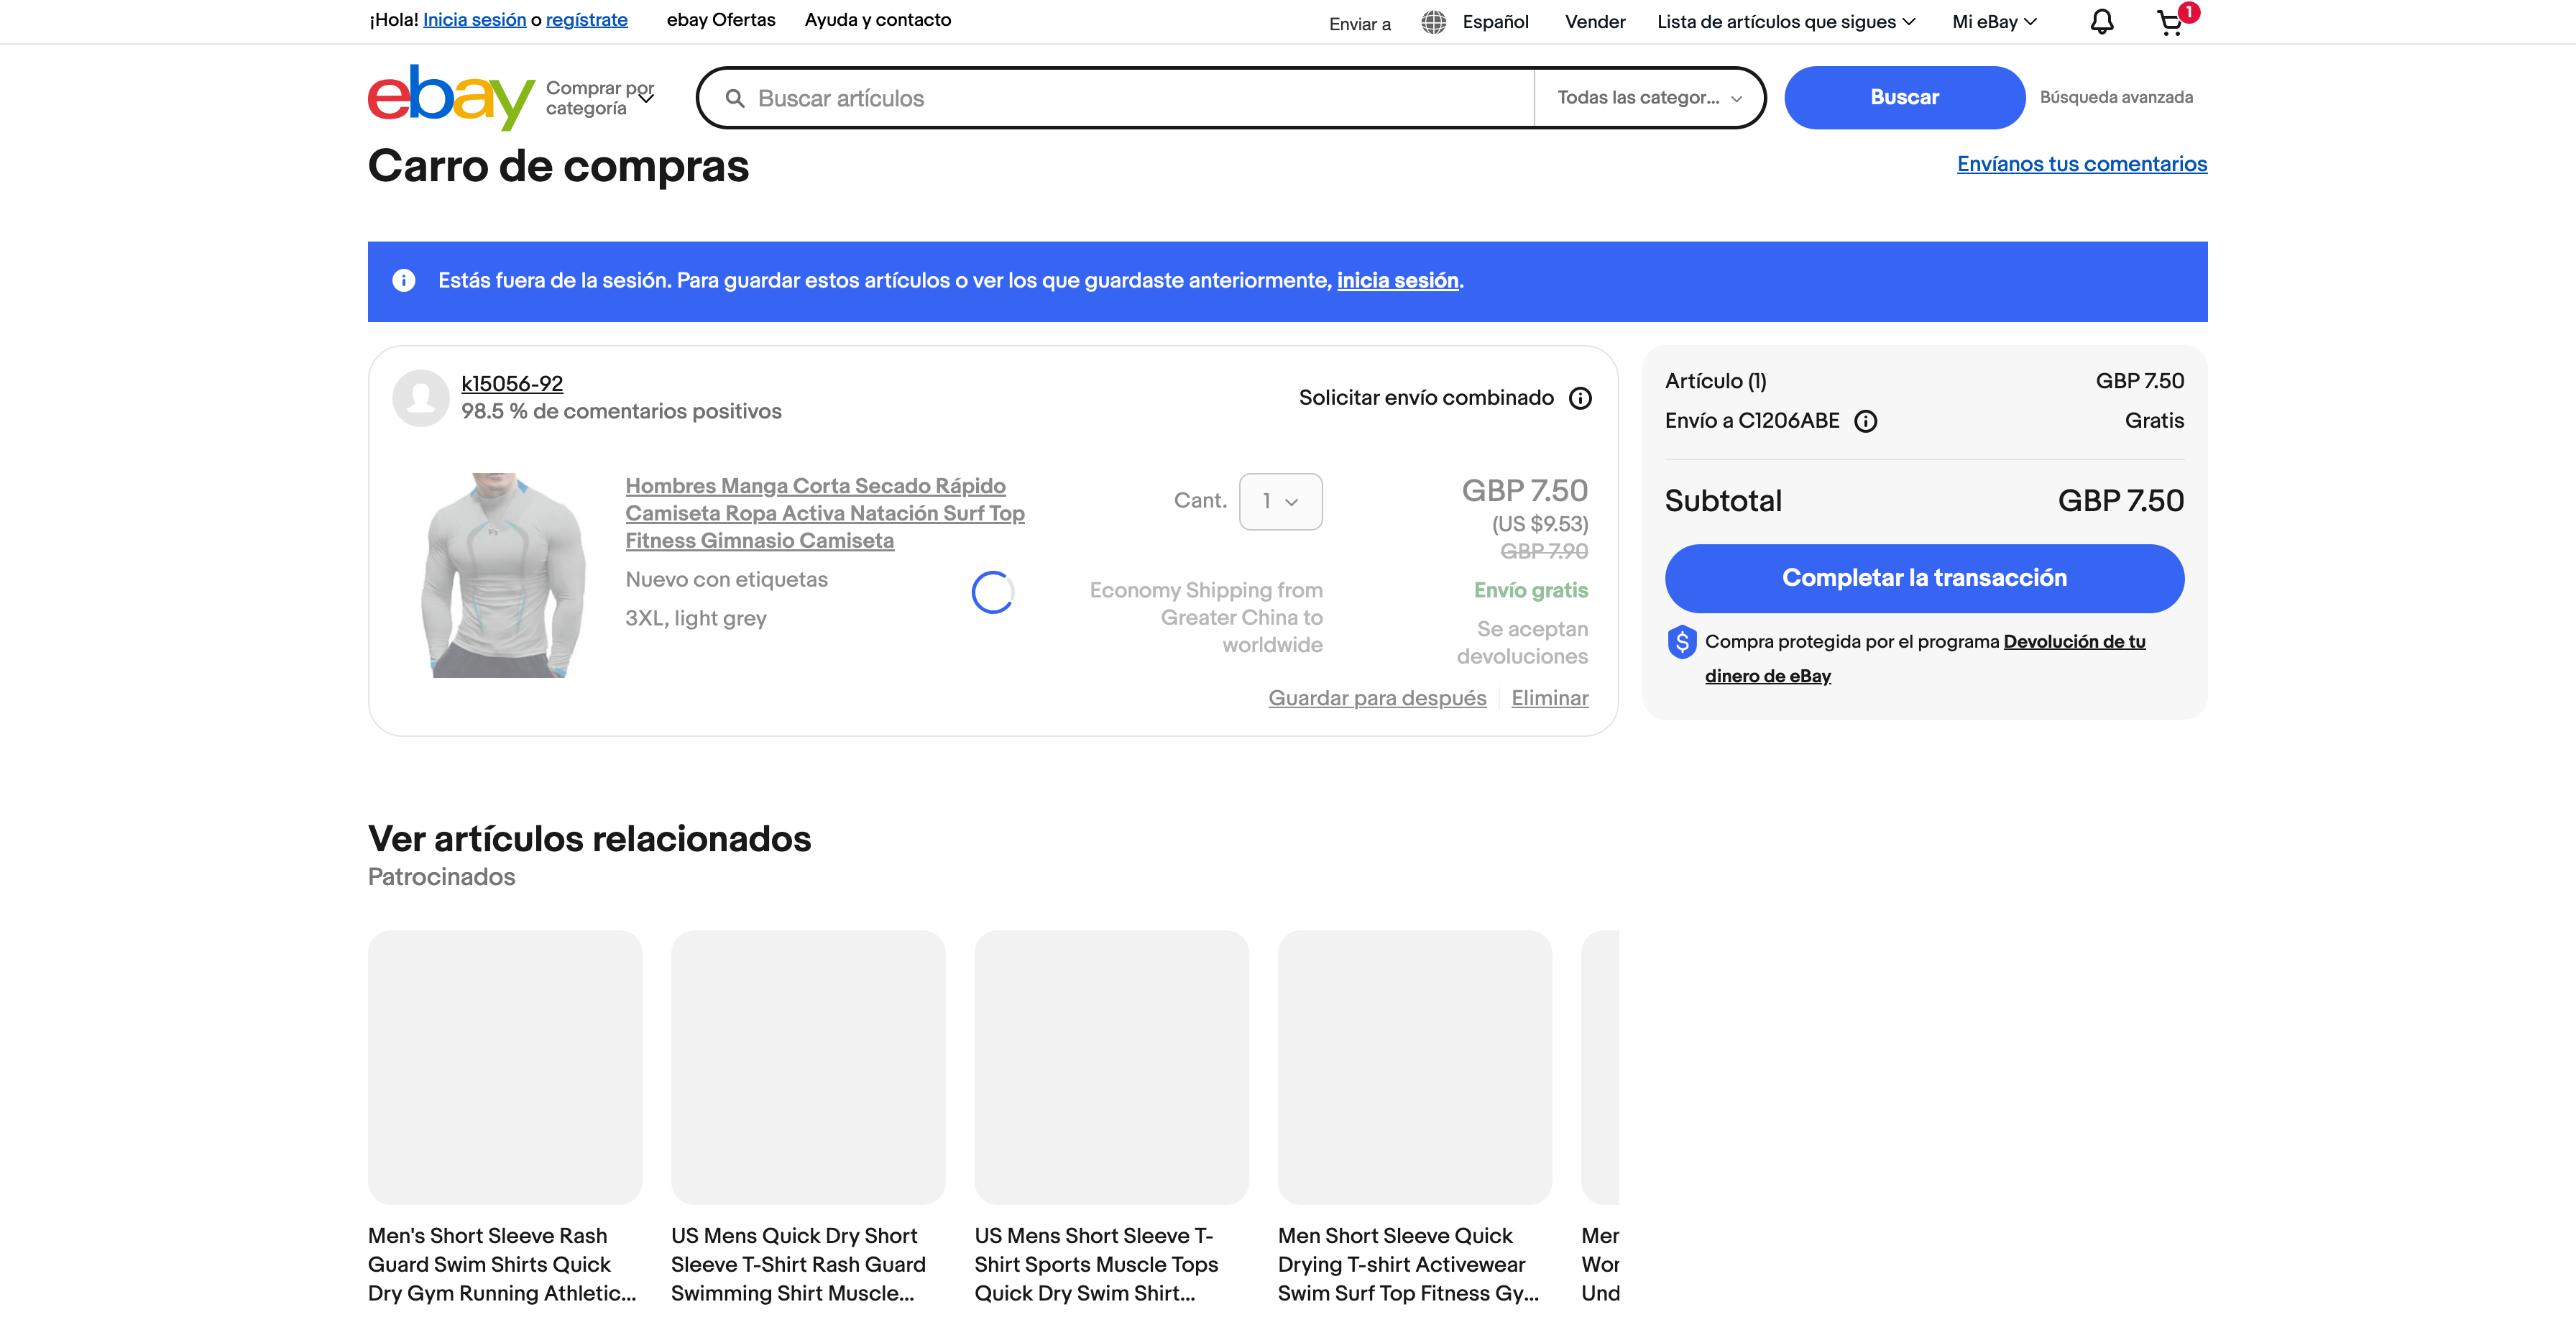 ¡Hola! Inicia sesión o regístrate ebay Ofertas Ayuda y contacto Enviar a Español Vender Lista de artículos que sigues Mi eBay 1
ebay Comprar por categoría Buscar artículos Todas las categor... Buscar Búsqueda avanzada
Carro de compras Envíanos tus comentarios
Estás fuera de la sesión. Para guardar estos artículos o ver los que guardaste anteriormente, inicia sesión.
k15056-92
98.5 % de comentarios positivos
Solicitar envío combinado
Hombres Manga Corta Secado Rápido
Camiseta Ropa Activa Natación Surf Top
Fitness Gimnasio Camiseta
Nuevo con etiquetas
3XL, light grey
Cant. 1
GBP 7.50
(US $9.53)
GBP 7.90
Economy Shipping from
Greater China to
worldwide
Envío gratis
Se aceptan
devoluciones
Guardar para después Eliminar
Artículo (1) GBP 7.50
Envío a C1206ABE Gratis
Subtotal GBP 7.50
Completar la transacción
Compra protegida por el programa Devolución de tu
dinero de eBay
Ver artículos relacionados
Patrocinados
Men's Short Sleeve Rash
Guard Swim Shirts Quick
Dry Gym Running Athletic...
US Mens Quick Dry Short
Sleeve T-Shirt Rash Guard
Swimming Shirt Muscle...
US Mens Short Sleeve T-
Shirt Sports Muscle Tops
Quick Dry Swim Shirt...
Men Short Sleeve Quick
Drying T-shirt Activewear
Swim Surf Top Fitness Gy...
Mer
Wor
Und